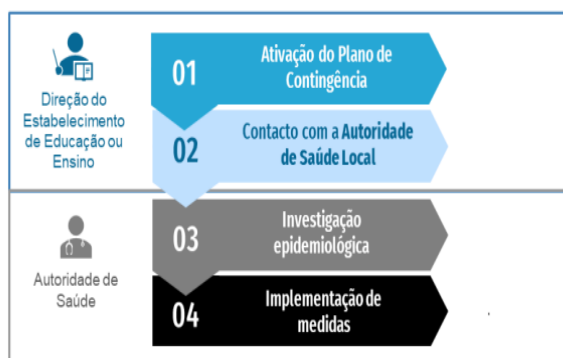 Direção do
Estabelecimento
de Educação ou
Ensino
01
Ativação do Plano de
Contingência
02
Contacto com a Autoridade
de Saúde Local
Autoridade de
Saúde
03
Investigação
epidemiológica
04
Implementação de
medidas